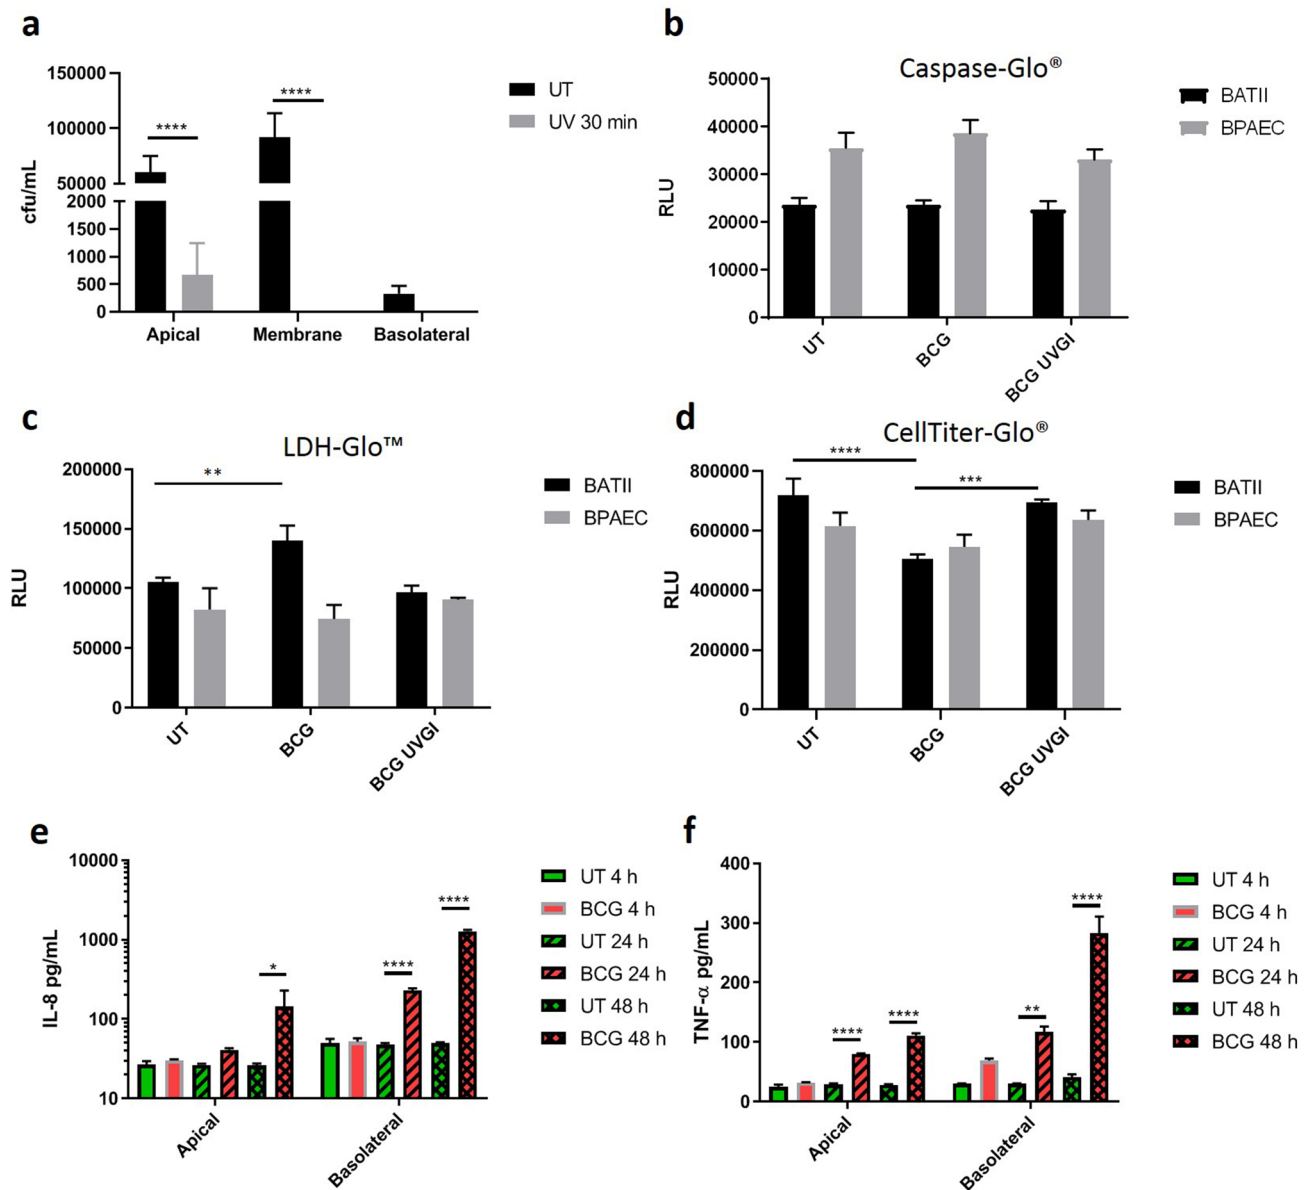 a
150000
100000
50000
2000
1500
1000
500
0
cfu/mL
****
****
UT
UV 30 min
Apical
Membrane
Basolateral
b
Caspase-Glo®
50000
40000
30000
20000
10000
0
RLU
BATII
BPAEC
UT
BCG
BCG UVGI
c
LDH-Glo™
200000
150000
100000
50000
0
RLU
**
BATII
BPAEC
UT
BCG
BCG UVGI
d
CellTiter-Glo®
800000
600000
400000
200000
0
RLU
****
***
BATII
BPAEC
UT
BCG
BCG UVGI
e
10000
1000
100
10
IL-8 pg/mL
*
****
****
UT 4 h
BCG 4 h
UT 24 h
BCG 24 h
UT 48 h
BCG 48 h
Apical
Basolateral
f
400
300
200
100
0
TNF-α pg/mL
****
****
**
****
UT 4 h
BCG 4 h
UT 24 h
BCG 24 h
UT 48 h
BCG 48 h
Apical
Basolateral